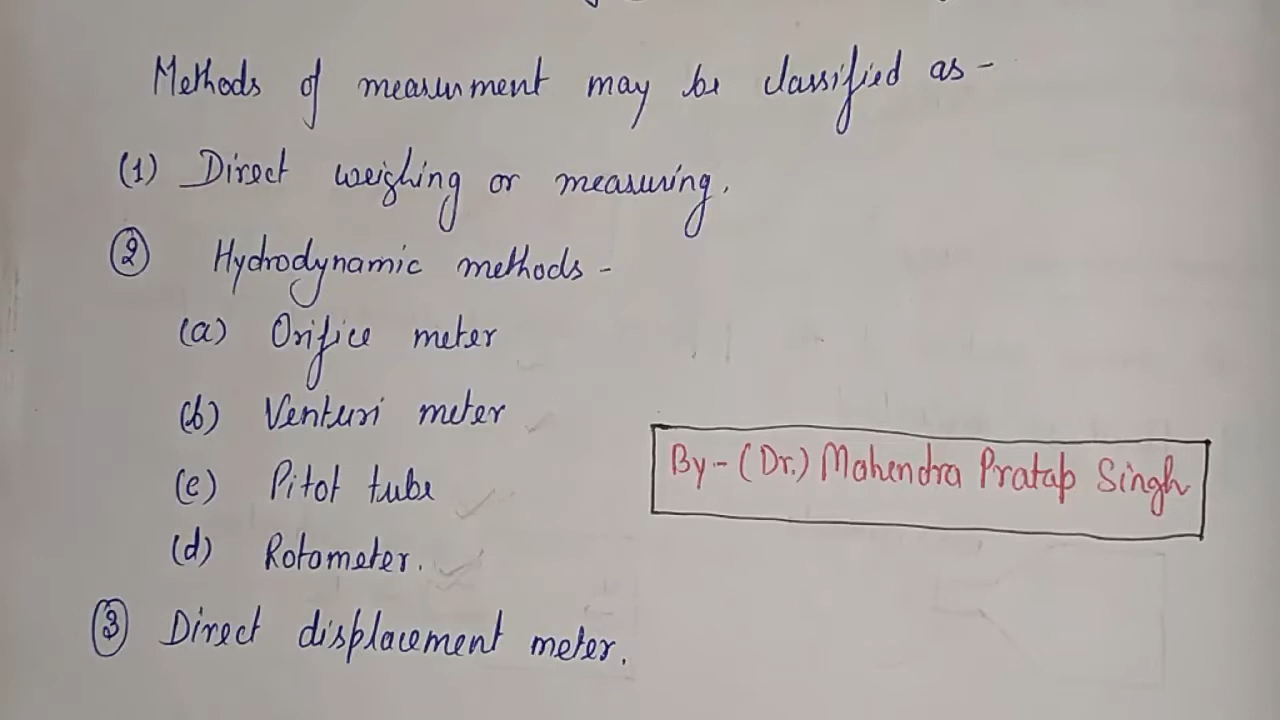 Methods of measurment may be classified as -
(1) Direct weighing or measuring.
② Hydrodynamic methods -
(a) Orifice meter
(b) Venturi meter
(c) Pitot tube
By :- (Dr.) Mahendra Pratap Singh
(d) Rotometer.
③ Direct displacement meter.